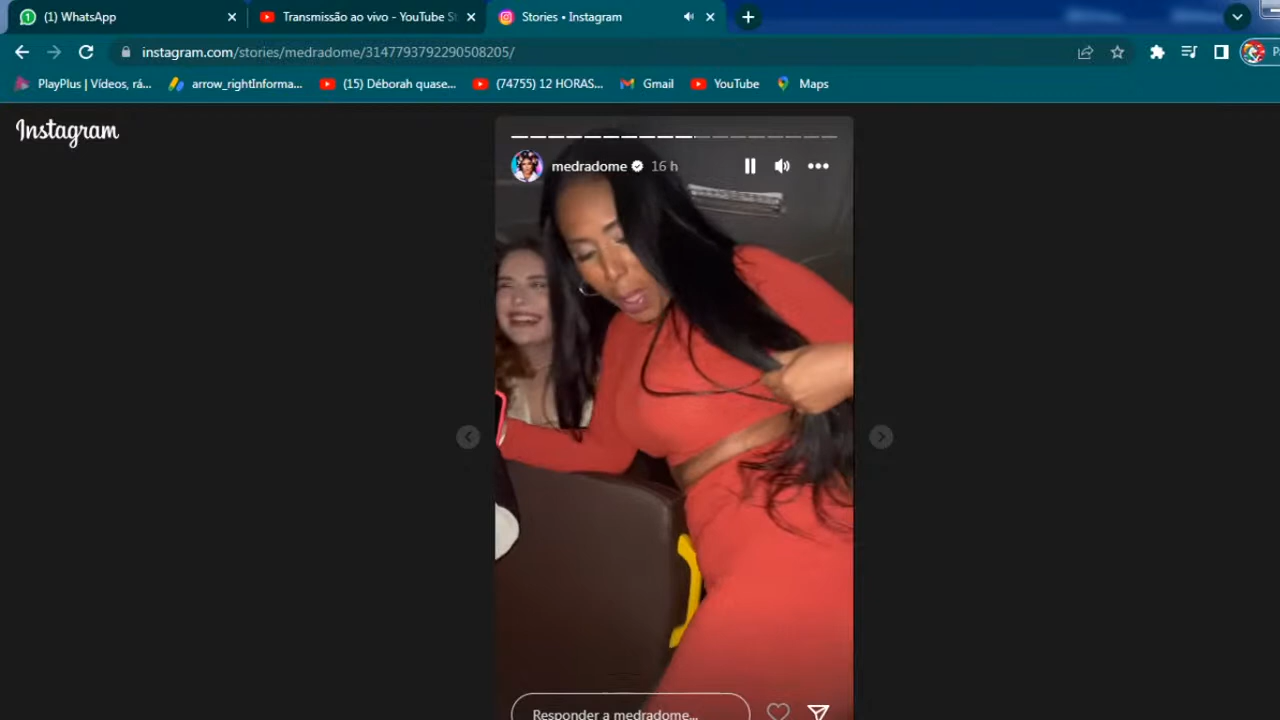 (1) WhatsApp
Transmissão ao vivo - YouTube S
Stories • Instagram
instagram.com/stories/medradome/3147793792290508205/
PlayPlus | Vídeos, rá...
arrow_rightInforma...
(15) Déborah quase...
(74755) 12 HORAS...
Gmail
YouTube
Maps
Instagram
medradome 16 h
Responder a medradome...